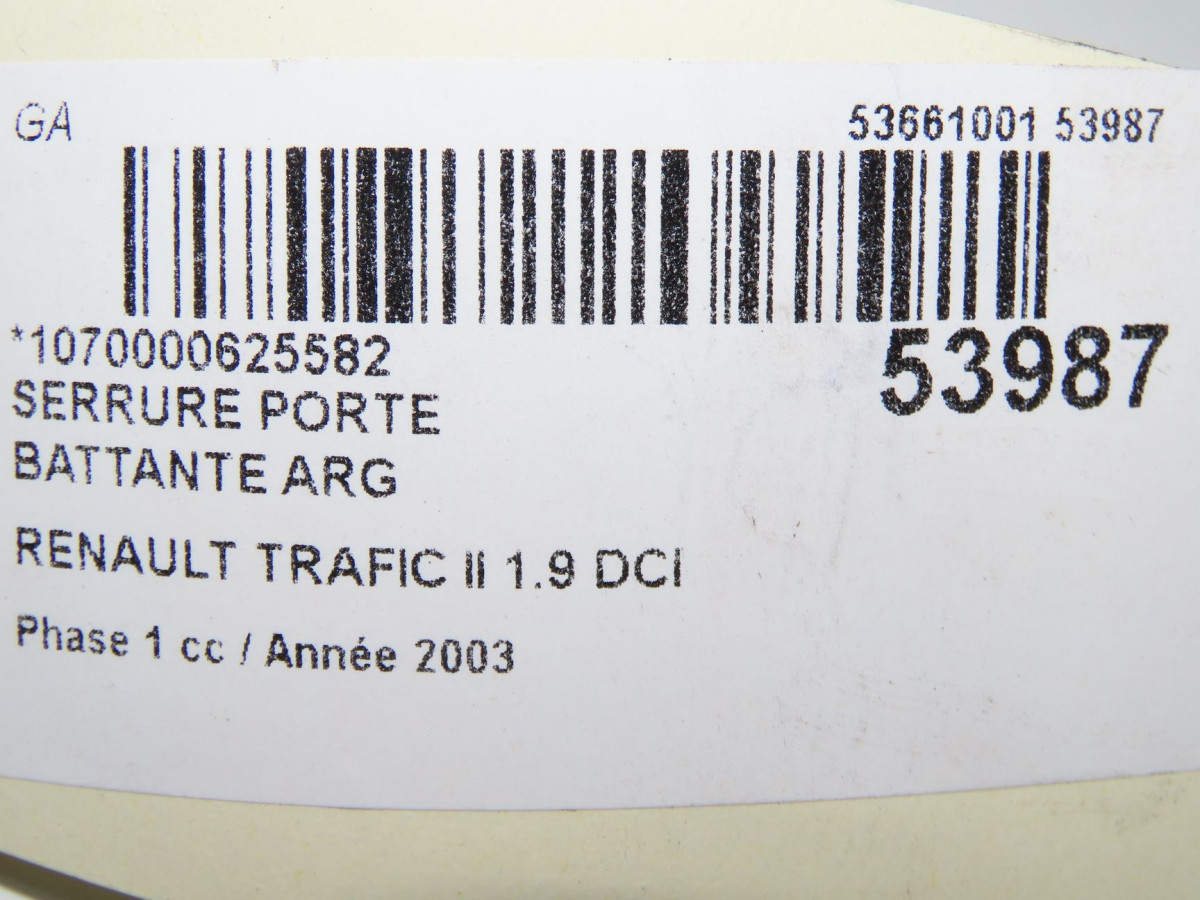 GA 53661001 53987
*1070000625582
53987
SERRURE PORTE
BATTANTE ARG
RENAULT TRAFIC II 1.9 DCI
Phase 1 cc / Année 2003